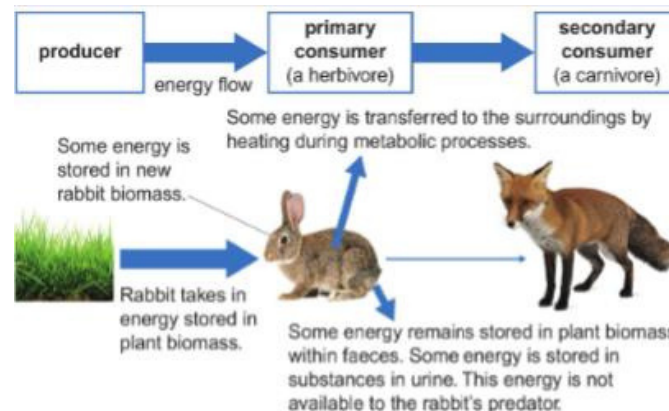 producer
energy flow
primary
consumer
(a herbivore)
secondary
consumer
(a carnivore)
Some energy is transferred to the surroundings by
heating during metabolic processes.
Some energy is
stored in new
rabbit biomass.
Rabbit takes in
energy stored in
plant biomass.
Some energy remains stored in plant biomass
within faeces. Some energy is stored in
substances in urine. This energy is not
available to the rabbit's predator.